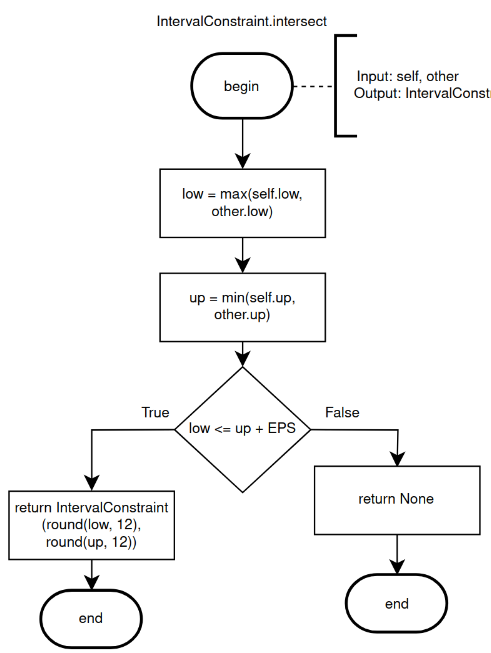 IntervalConstraint.intersect
begin
Input: self, other
Output: IntervalConstr
low = max(self.low,
other.low)
up = min(self.up,
other.up)
True
False
low <= up + EPS
return IntervalConstraint
(round(low, 12),
round(up, 12))
return None
end
end